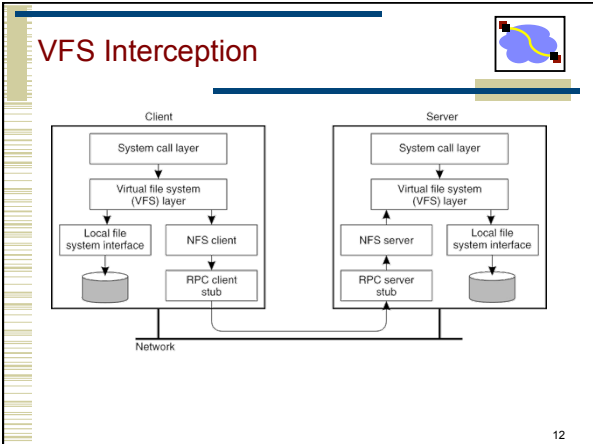 VFS Interception
Client
System call layer
Virtual file system
(VFS) layer
Local file
system interface
NFS client
RPC client
stub
Server
System call layer
Virtual file system
(VFS) layer
NFS server
Local file
system interface
RPC server
stub
Network
12